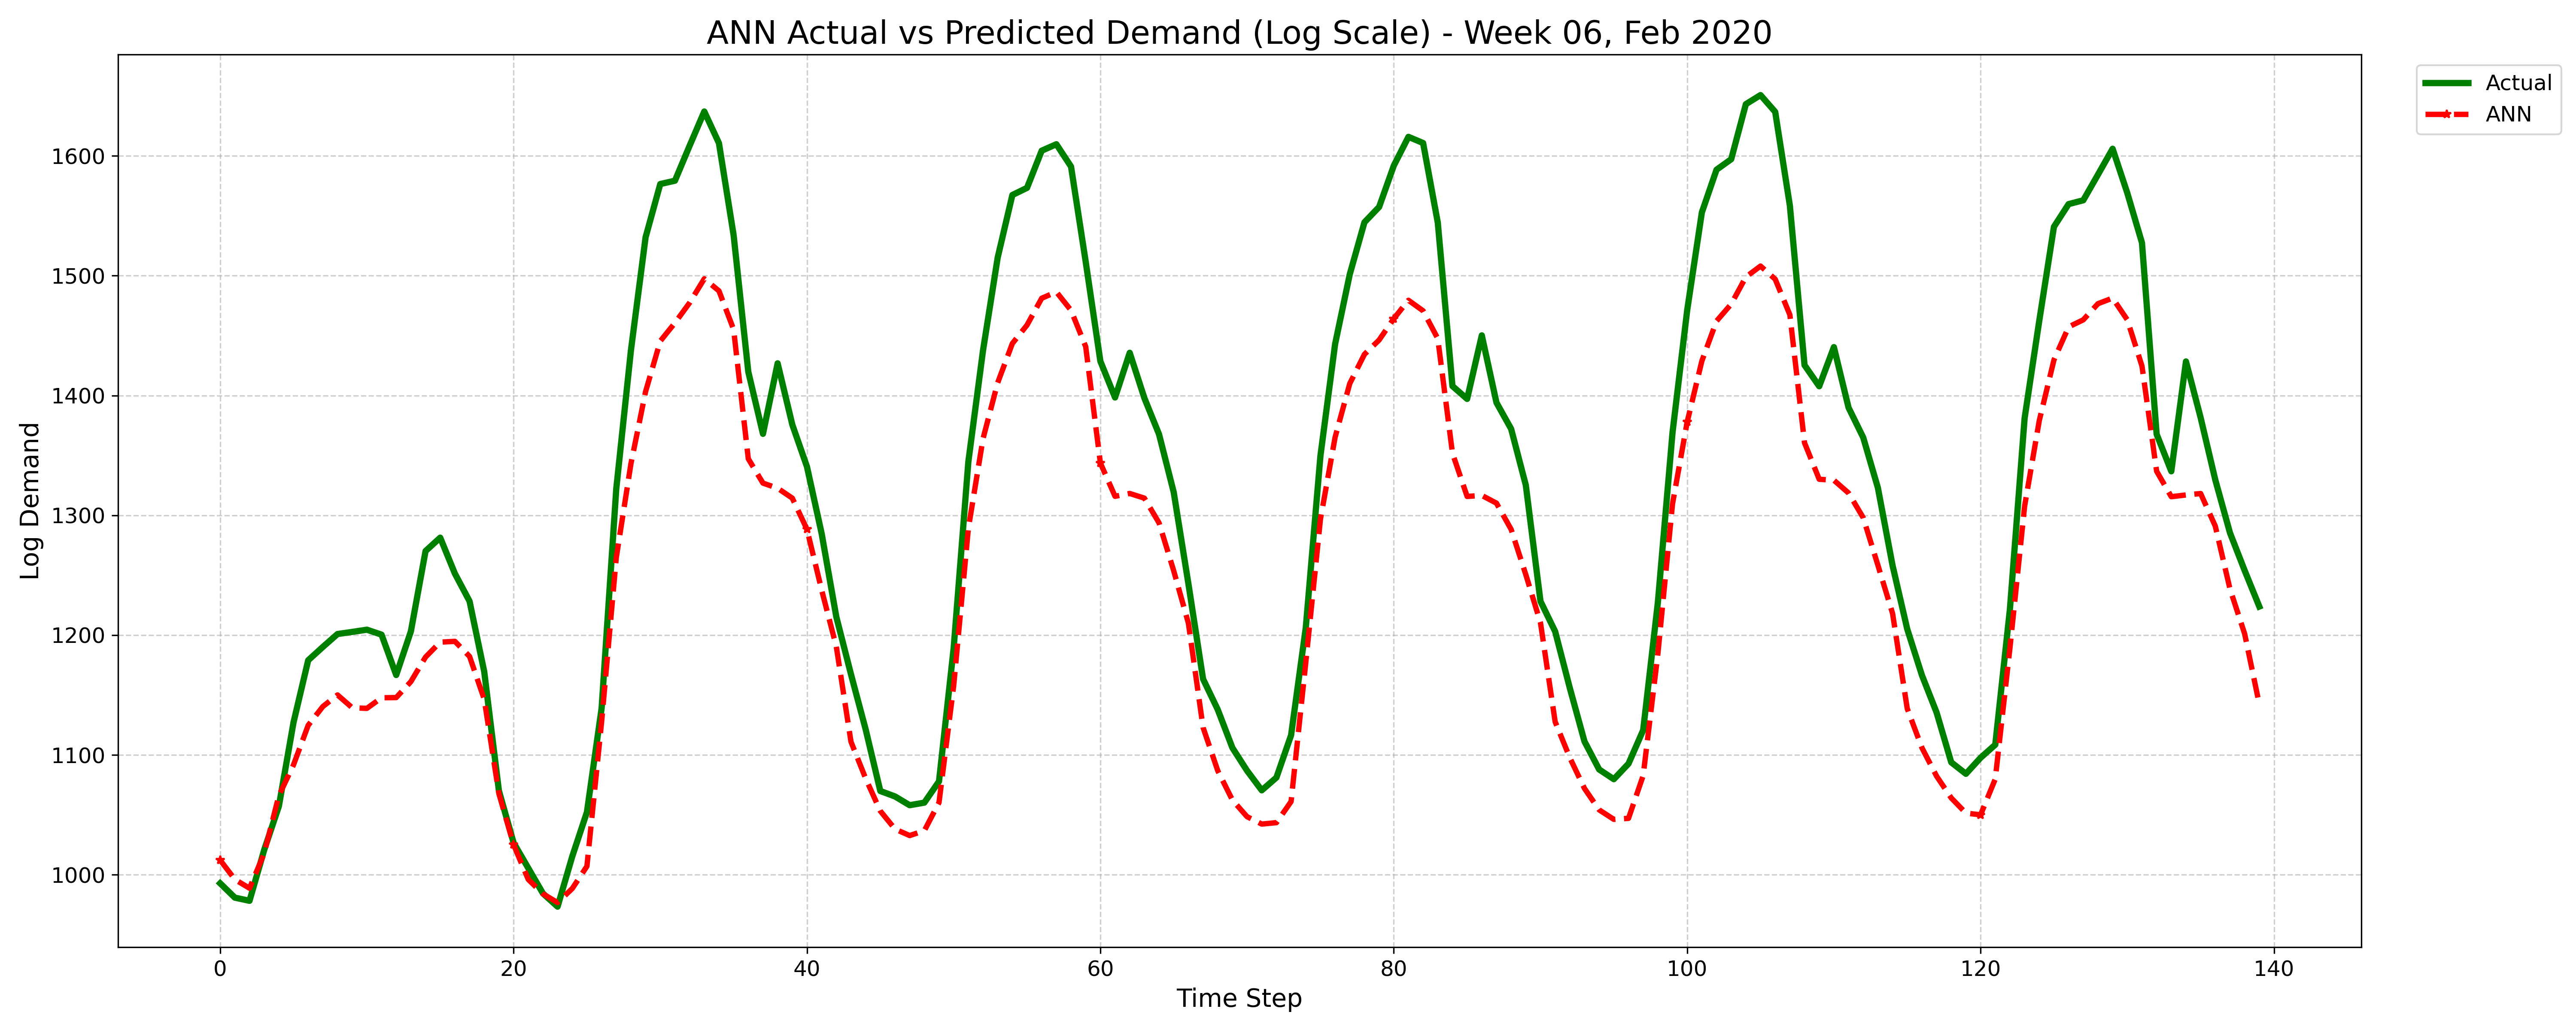 ANN Actual vs Predicted Demand (Log Scale) - Week 06, Feb 2020
Actual
ANN
Log Demand
1600
1500
1400
1300
1200
1100
1000
0 20 40 60 80 100 120 140
Time Step